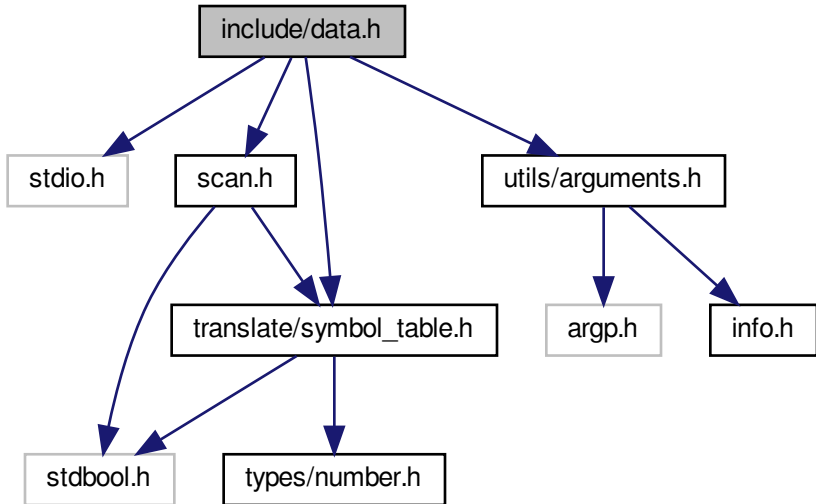 include/data.h
stdio.h
scan.h
utils/arguments.h
translate/symbol_table.h
argp.h
info.h
stdbool.h
types/number.h